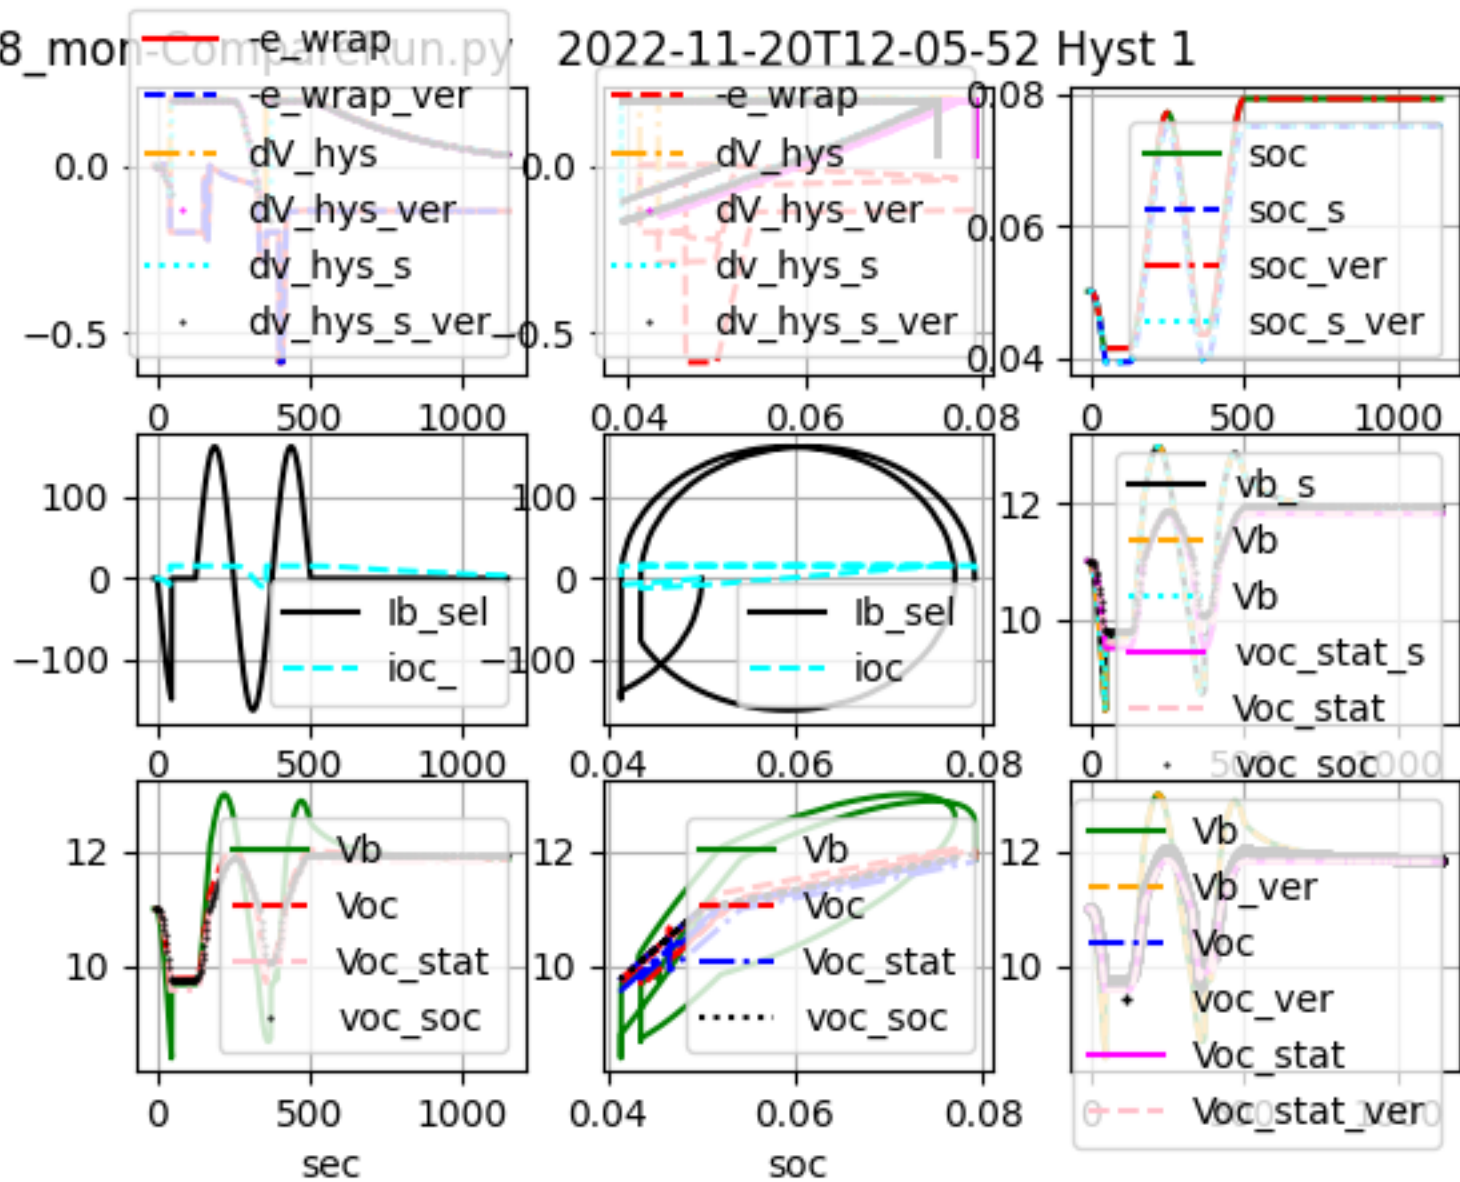 8_mon-CompareRun.py 2022-11-20T12-05-52 Hyst 1
-e_wrap
-e_wrap_ver
dV_hys
dV_hys_ver
dv_hys_s
dv_hys_s_ver
0.0
−0.5
0 500 1000
-e_wrap
dV_hys
dV_hys_ver
dv_hys_s
dv_hys_s_ver
0.0
−0.5
0.04 0.06 0.08
soc
soc_s
soc_ver
soc_s_ver
0.08
0.06
0.04
0 500 1000
Ib_sel
ioc_
100
0
−100
0 500 1000
Ib_sel
ioc
100
0
−100
0.04 0.06 0.08
vb_s
Vb
Vb
voc_stat_s
Voc_stat
voc_soc
12
10
0 500 1000
Vb
Voc
Voc_stat
voc_soc
12
10
0 500 1000
sec
Vb
Voc
Voc_stat
voc_soc
12
10
0.04 0.06 0.08
soc
Vb
Vb_ver
Voc
voc_ver
Voc_stat
Voc_stat_ver
12
10
0 500 1000